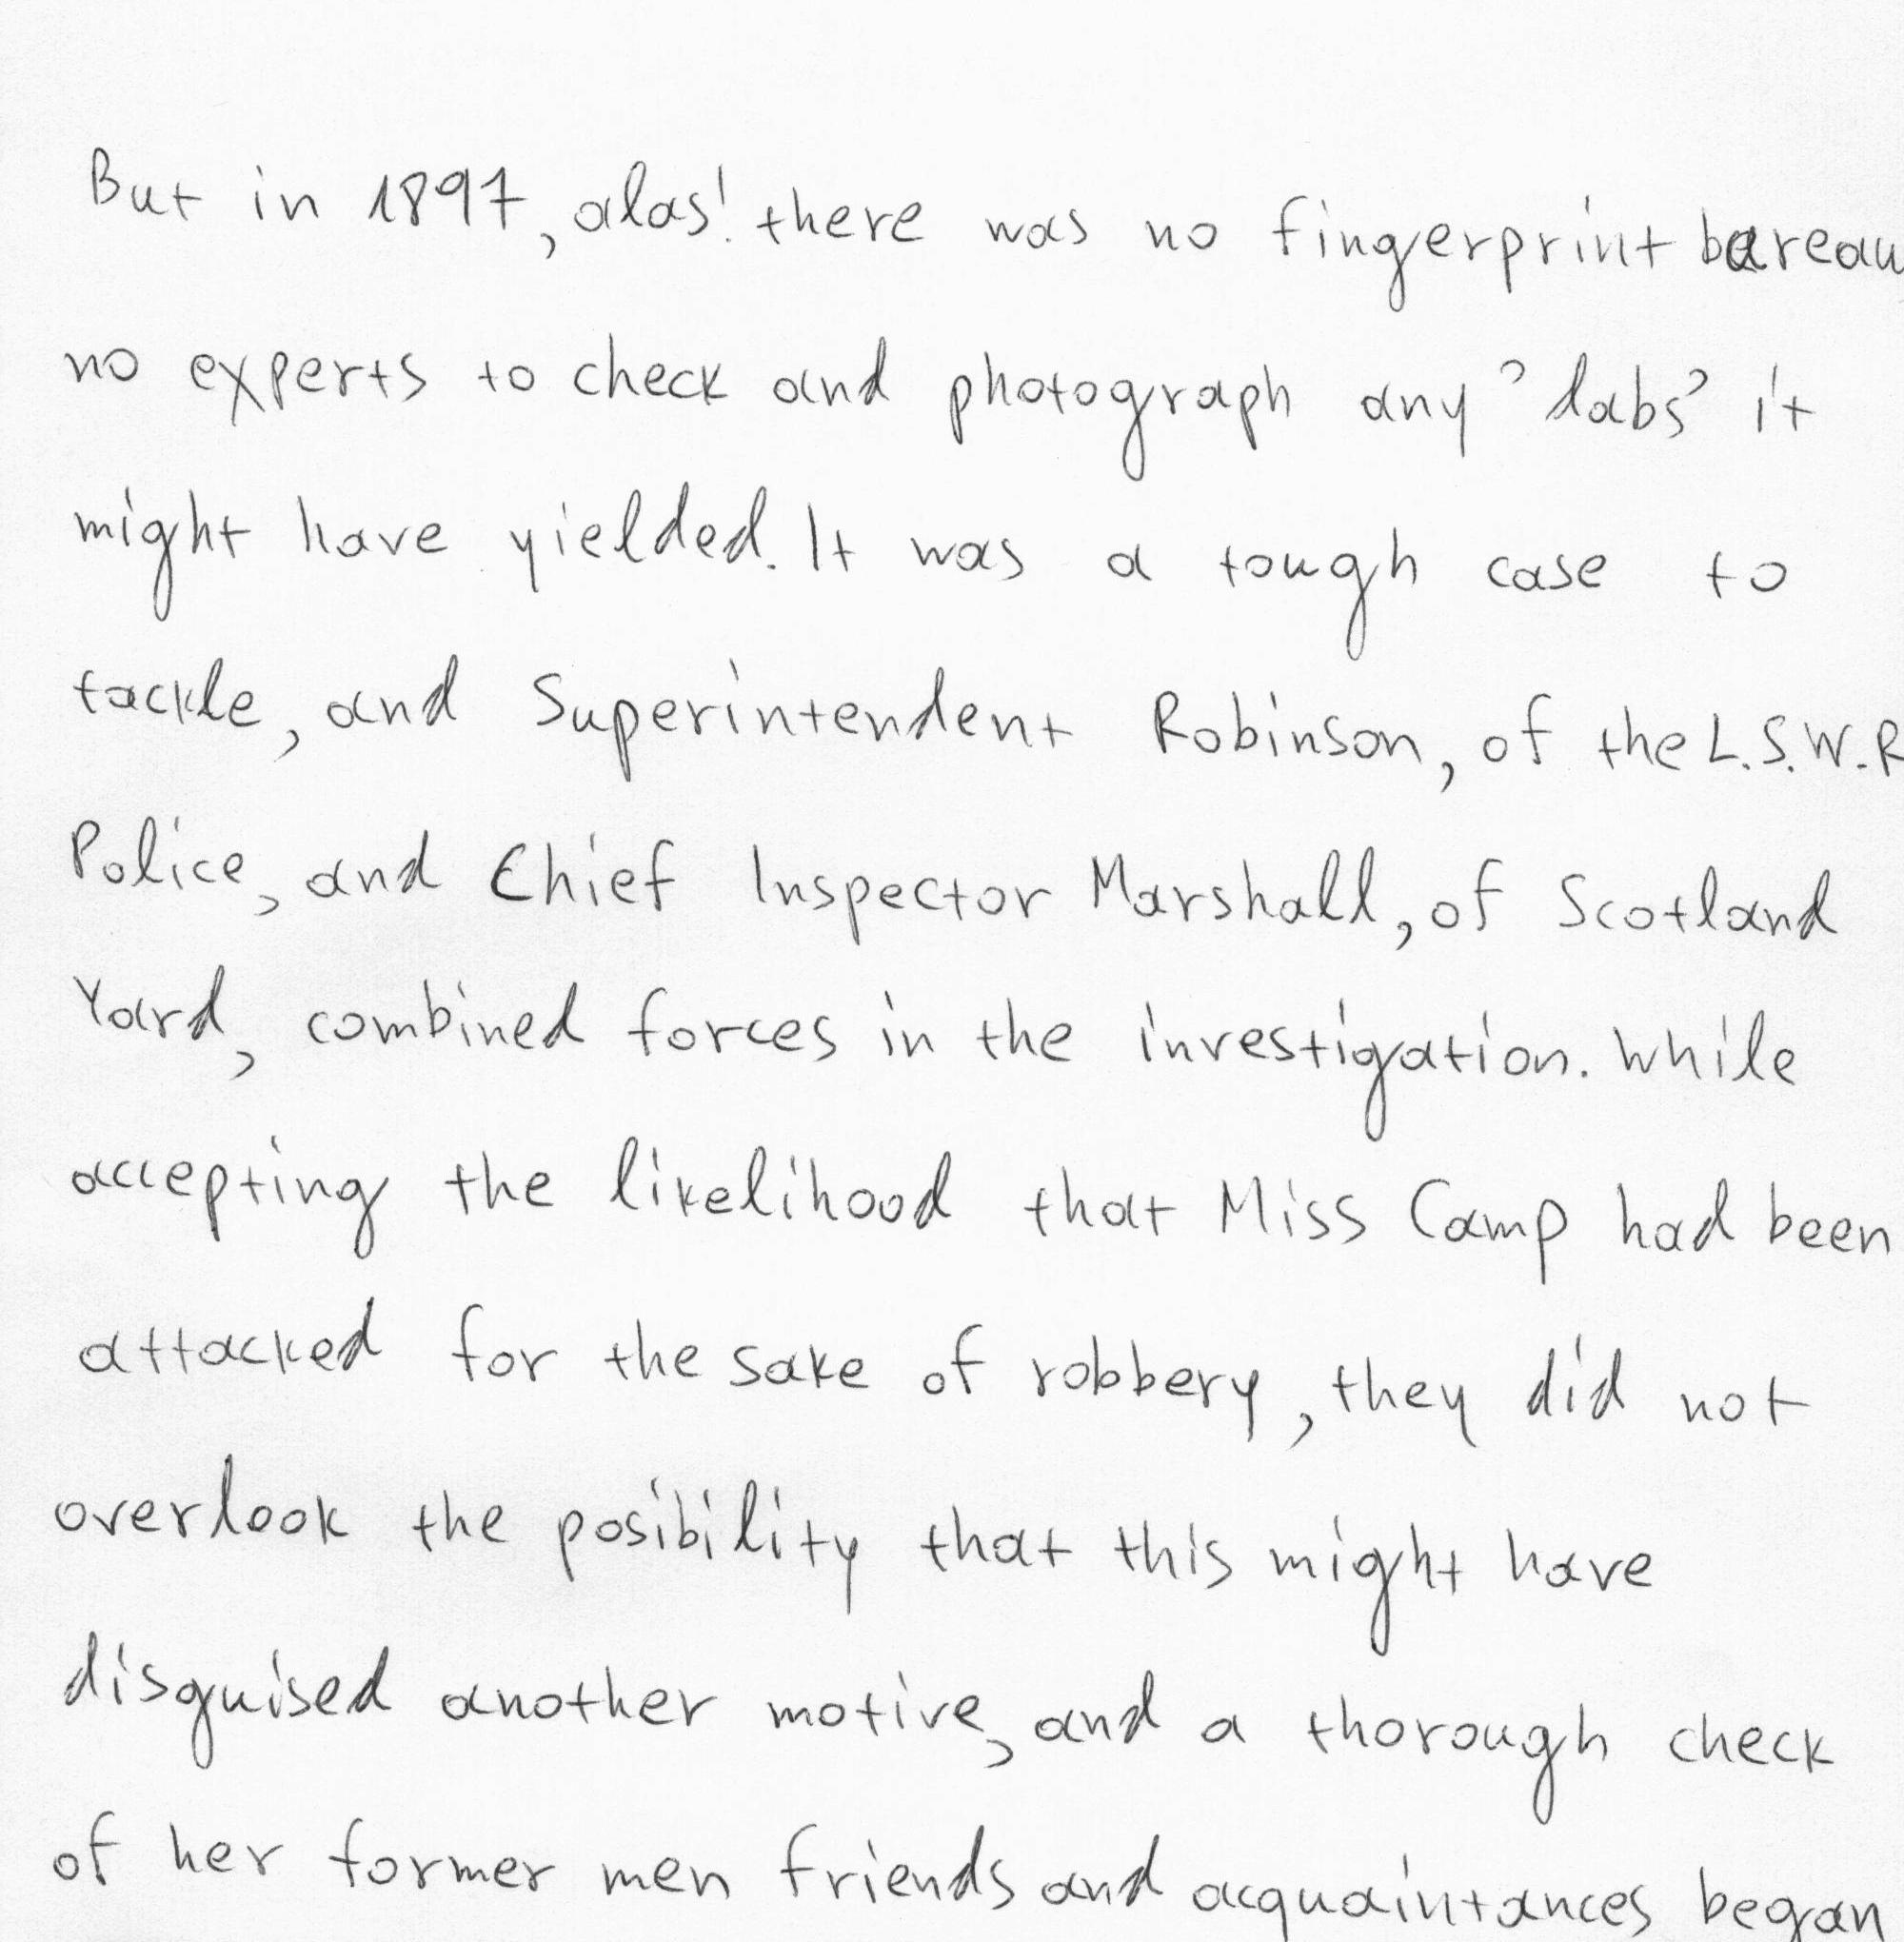 But in 1897, alas! there was no fingerprint bureau
no experts to check and photograph any 'dabs' it
might have yielded. It was a tough case to
tackle, and Superintendent Robinson, of the L.S.W.R
Police, and Chief Inspector Marshall, of Scotland
Yard, combined forces in the investigation. While
accepting the likelihood that Miss Camp had been
attacked for the sake of robbery, they did not
overlook the posibility that this might have
disguised another motive, and a thorough check
of her former men friends and acquaintances began